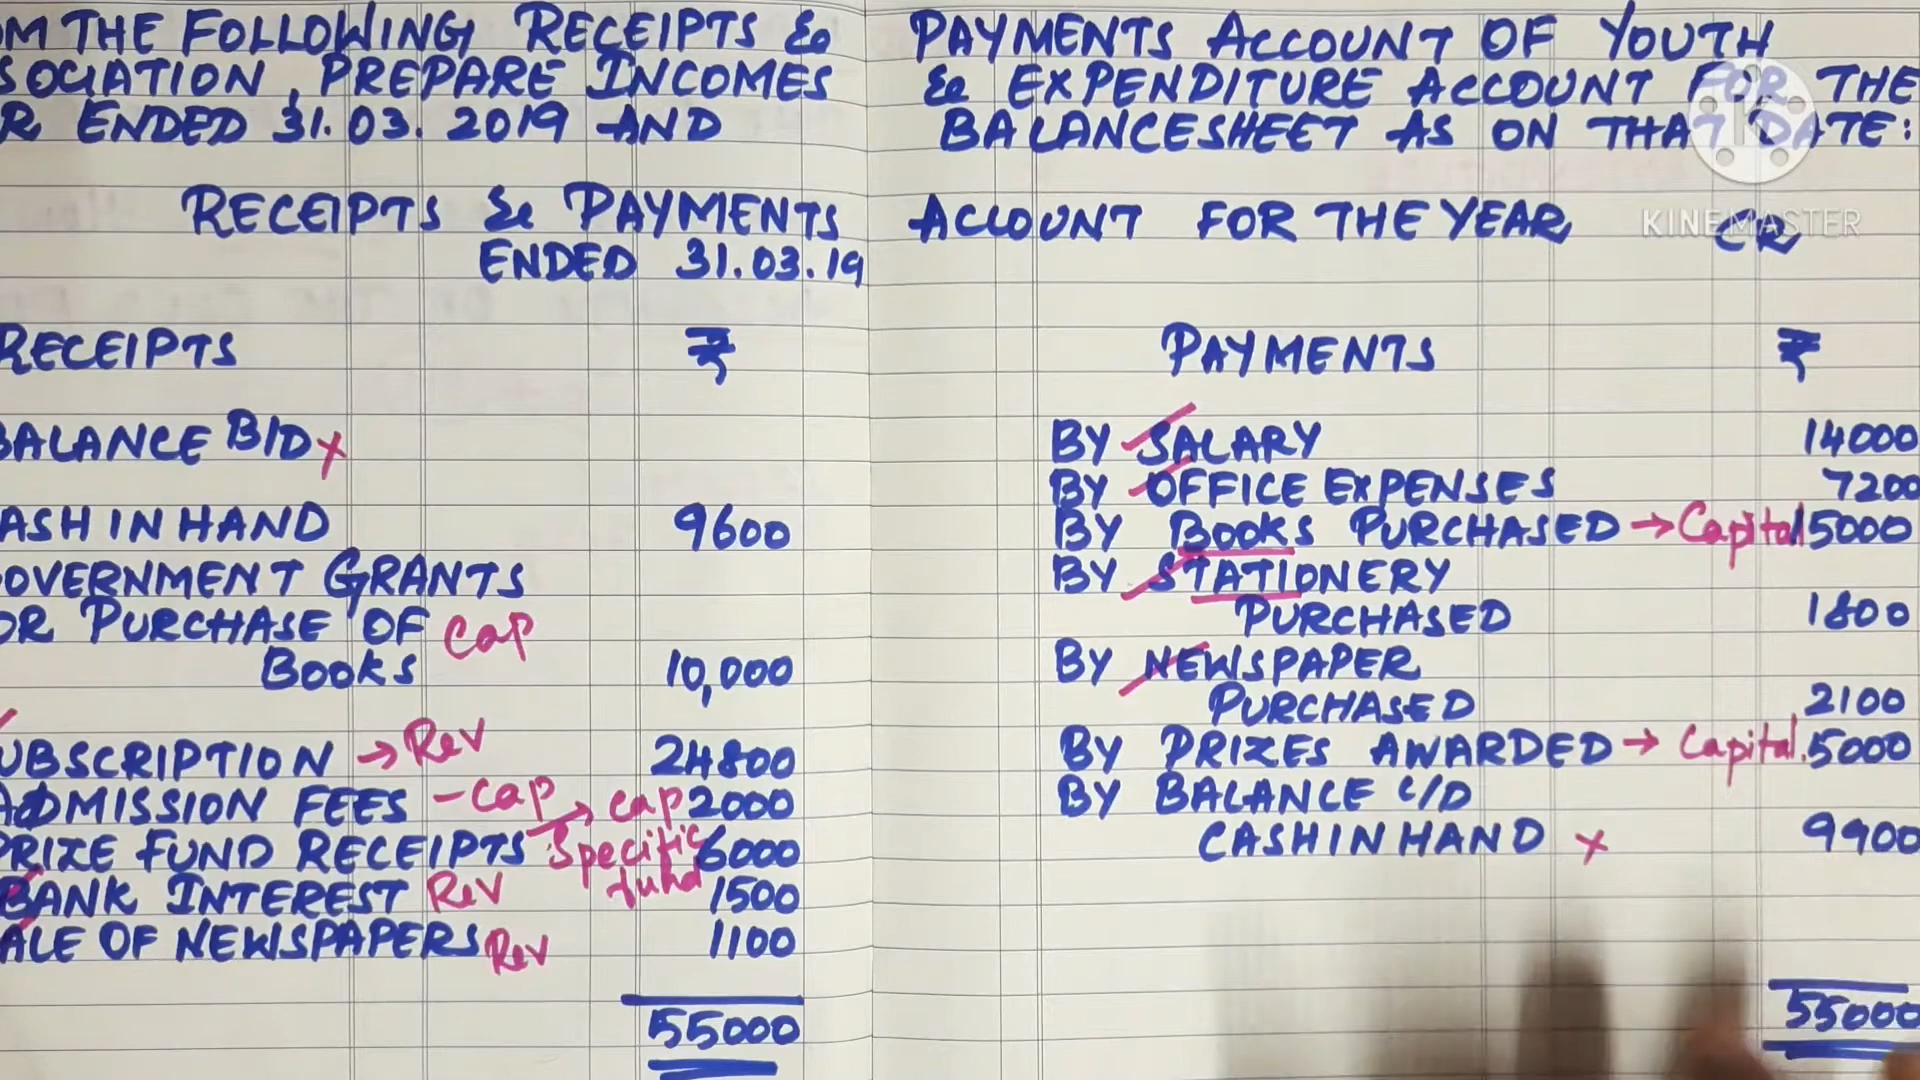 OM THE FOLLOWING RECEIPTS & PAYMENTS ACCOUNT OF YOUTH
SOCIATION, PREPARE INCOMES & EXPENDITURE ACCOUNT FOR THE
R ENDED 31.03.2019 AND BALANCESHEET AS ON THAT DATE:
RECEIPTS & PAYMENTS ACCOUNT FOR THE YEAR CR
ENDED 31.03.19
KINEMASTER
RECEIPTS ₹
BALANCE B/D x
ASH IN HAND 9600
OVERNMENT GRANTS
OR PURCHASE OF cap
BOOKS 10,000
UBSCRIPTION → Rev 24800
ADMISSION FEES - cap 2000
PRIZE FUND RECEIPTS → cap specific fund 6000
BANK INTEREST Rev 1500
ALE OF NEWSPAPERS Rev 1100
55000
PAYMENTS ₹
BY SALARY 14000
BY OFFICE EXPENSES 7200
BY BOOKS PURCHASED → Capital 15000
BY STATIONERY
PURCHASED 1800
BY NEWSPAPER
PURCHASED 2100
BY PRIZES AWARDED → Capital. 5000
BY BALANCE C/D
CASH IN HAND x 9900
55000